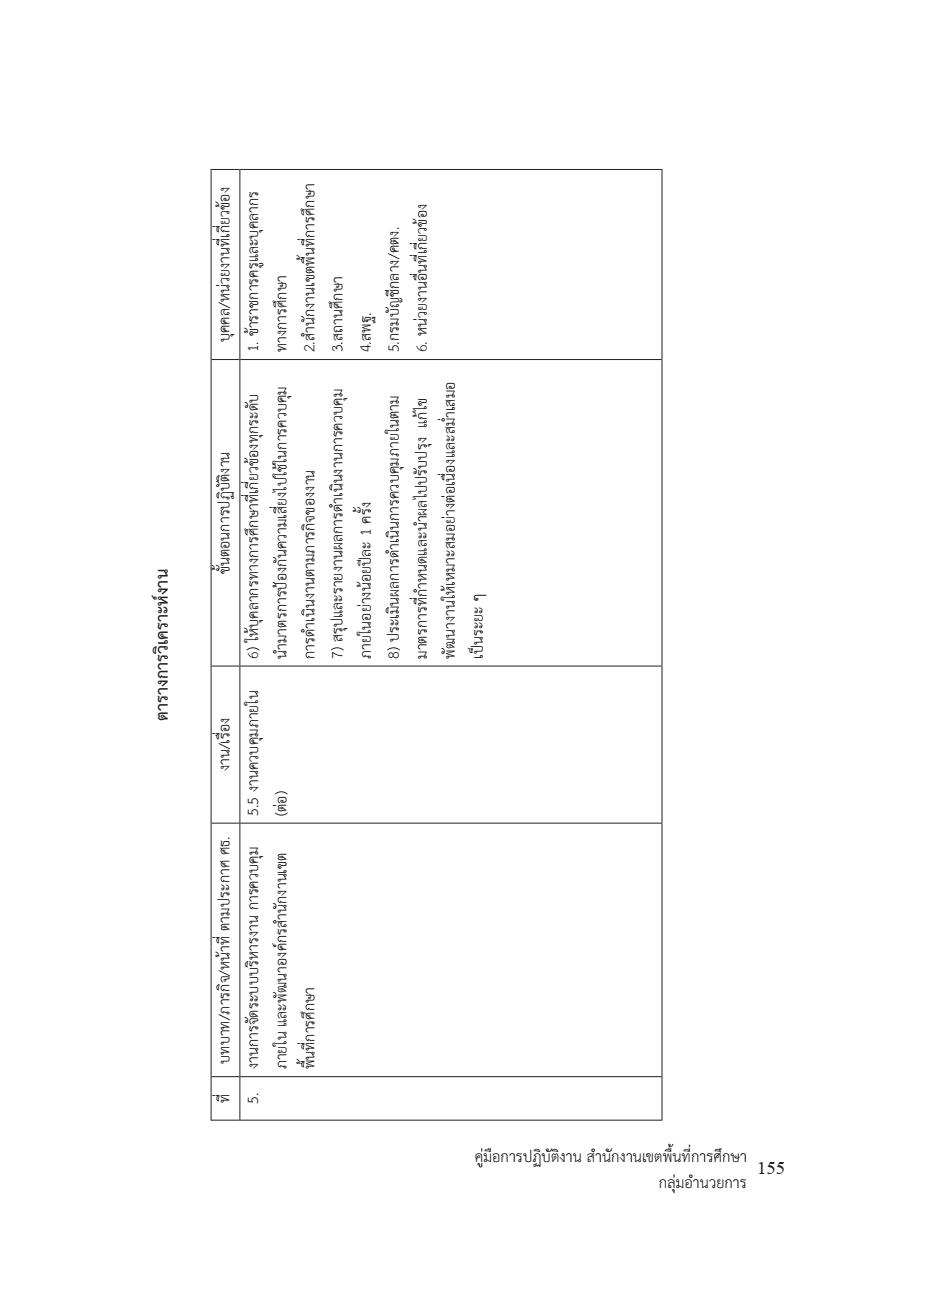 ตารางการวิเคราะห์งาน
ที่
บทบาท/ภารกิจ/หน้าที่ ตามประกาศ ศธ.
งาน/เรื่อง
ขั้นตอนการปฏิบัติงาน
บุคคล/หน่วยงานที่เกี่ยวข้อง
5.
งานการจัดระบบบริหารงาน การควบคุม
ภายใน และพัฒนาองค์กรสำนักงานเขต
พื้นที่การศึกษา
5.5 งานควบคุมภายใน
(ต่อ)
6) ให้บุคลากรทางการศึกษาที่เกี่ยวข้องทุกระดับ
นำมาตรการป้องกันความเสี่ยงไปใช้ในการควบคุม
การดำเนินงานตามภารกิจของงาน
7) สรุปและรายงานผลการดำเนินงานการควบคุม
ภายในอย่างน้อยปีละ 1 ครั้ง
8) ประเมินผลการดำเนินการควบคุมภายในตาม
มาตรการที่กำหนดและนำผลไปปรับปรุง แก้ไข
พัฒนางานให้เหมาะสมอย่างต่อเนื่องและสม่ำเสมอ
เป็นระยะ ๆ
1. ข้าราชการครูและบุคลากร
ทางการศึกษา
2.สำนักงานเขตพื้นที่การศึกษา
3.สถานศึกษา
4.สพฐ.
5.กรมบัญชีกลาง/คตง.
6. หน่วยงานอื่นที่เกี่ยวข้อง
คู่มือการปฏิบัติงาน สำนักงานเขตพื้นที่การศึกษา
กลุ่มอำนวยการ
155